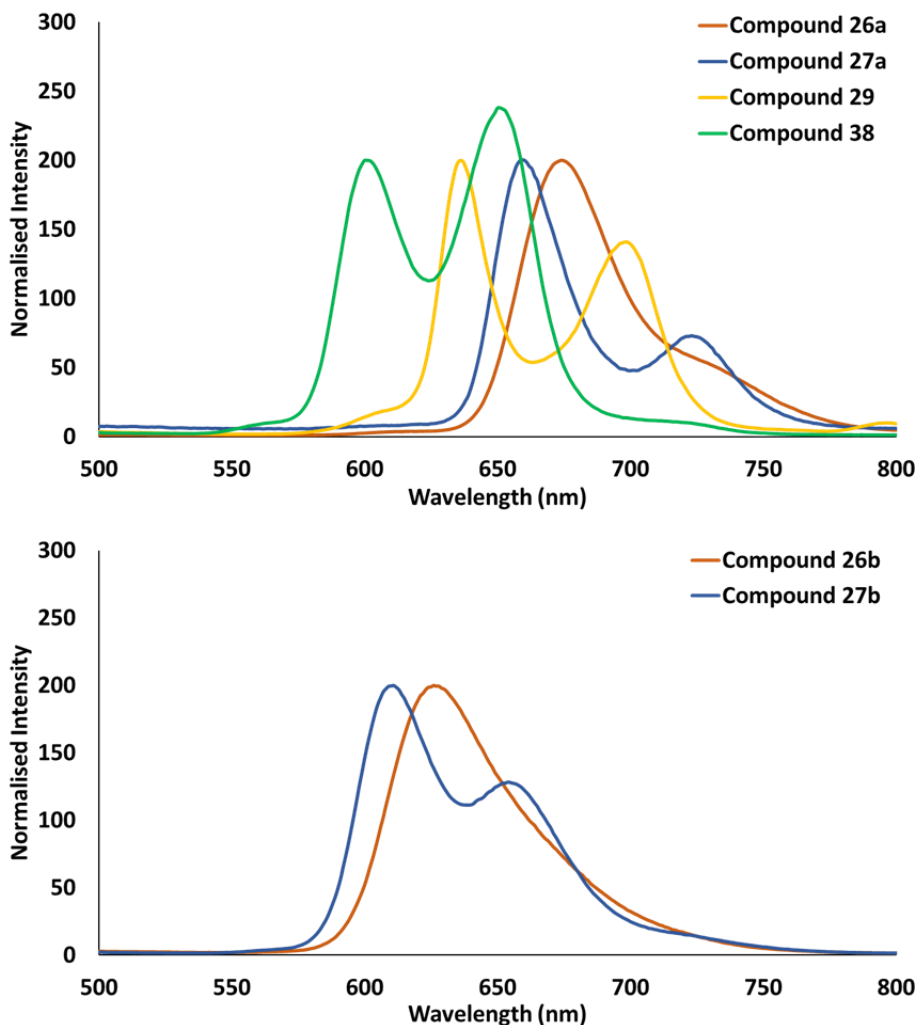 300
250
200
150
100
50
0
Normalised Intensity
500 550 600 650 700 750 800
Wavelength (nm)
Compound 26a
Compound 27a
Compound 29
Compound 38
300
250
200
150
100
50
0
Normalised Intensity
500 550 600 650 700 750 800
Wavelength (nm)
Compound 26b
Compound 27b